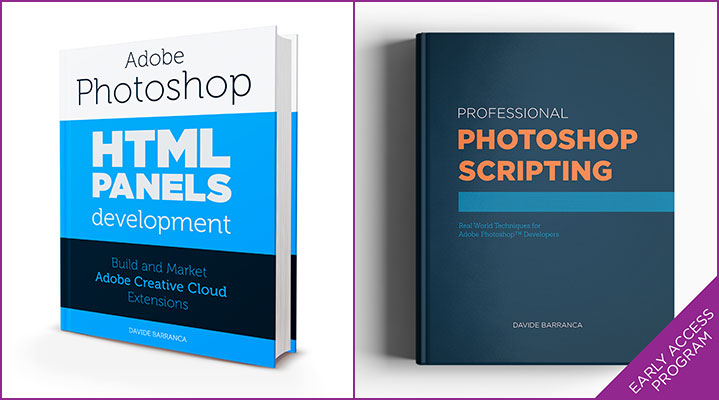 Adobe
Photoshop
HTML
PANELS
development
Build and Market
Adobe Creative Cloud
Extensions
DAVIDE BARRANCA
PROFESSIONAL
PHOTOSHOP
SCRIPTING
Real World Techniques for
Adobe Photoshop™ Developers
DAVIDE BARRANCA
EARLY ACCESS
PROGRAM